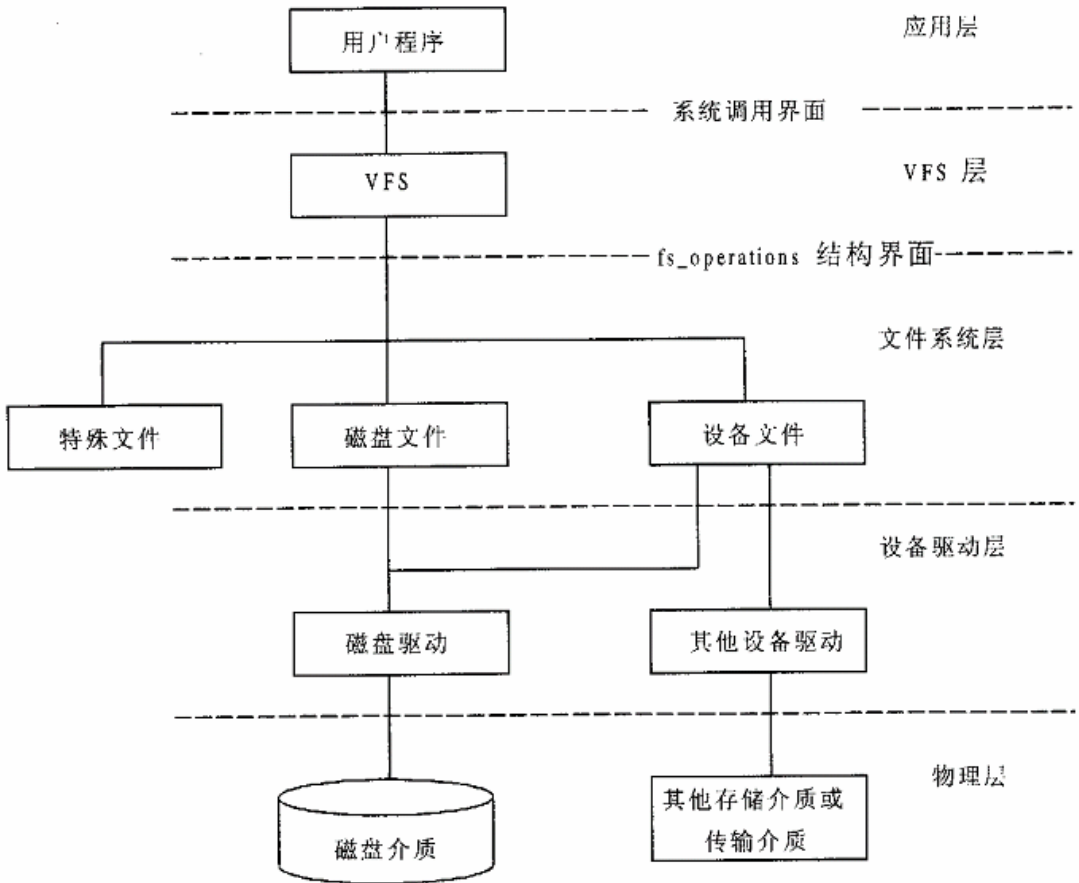 用户程序
应用层
系统调用界面
VFS
VFS 层
fs_operations 结构界面
文件系统层
特殊文件
磁盘文件
设备文件
设备驱动层
磁盘驱动
其他设备驱动
物理层
磁盘介质
其他存储介质或
传输介质